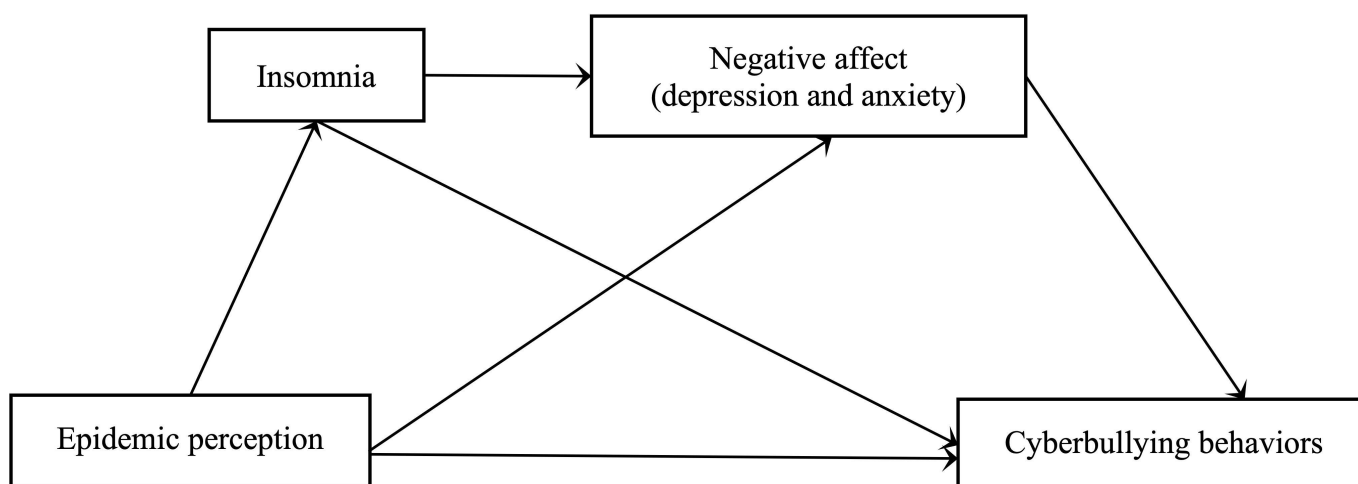 Insomnia
Negative affect
(depression and anxiety)
Epidemic perception
Cyberbullying behaviors